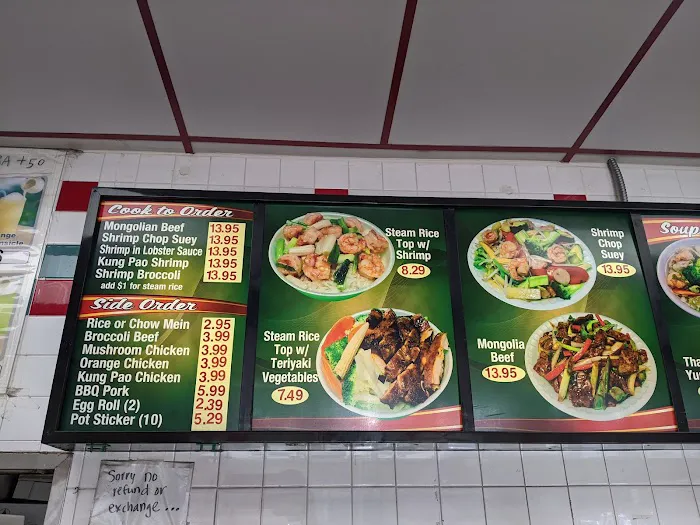 +50
Cook to Order
Mongolian Beef 13.95
Shrimp Chop Suey 13.95
Shrimp in Lobster Sauce 13.95
Kung Pao Shrimp 13.95
Shrimp Broccoli 13.95
add $1 for steam rice
Side Order
Rice or Chow Mein 2.95
Broccoli Beef 3.99
Mushroom Chicken 3.99
Orange Chicken 3.99
Kung Pao Chicken 3.99
BBQ Pork 5.99
Egg Roll (2) 2.39
Pot Sticker (10) 5.29
Steam Rice
Top w/
Shrimp
8.29
Steam Rice
Top w/
Teriyaki
Vegetables
7.49
Shrimp
Chop
Suey
13.95
Mongolia
Beef
13.95
Soup
Sorry no
refund or
exchange...